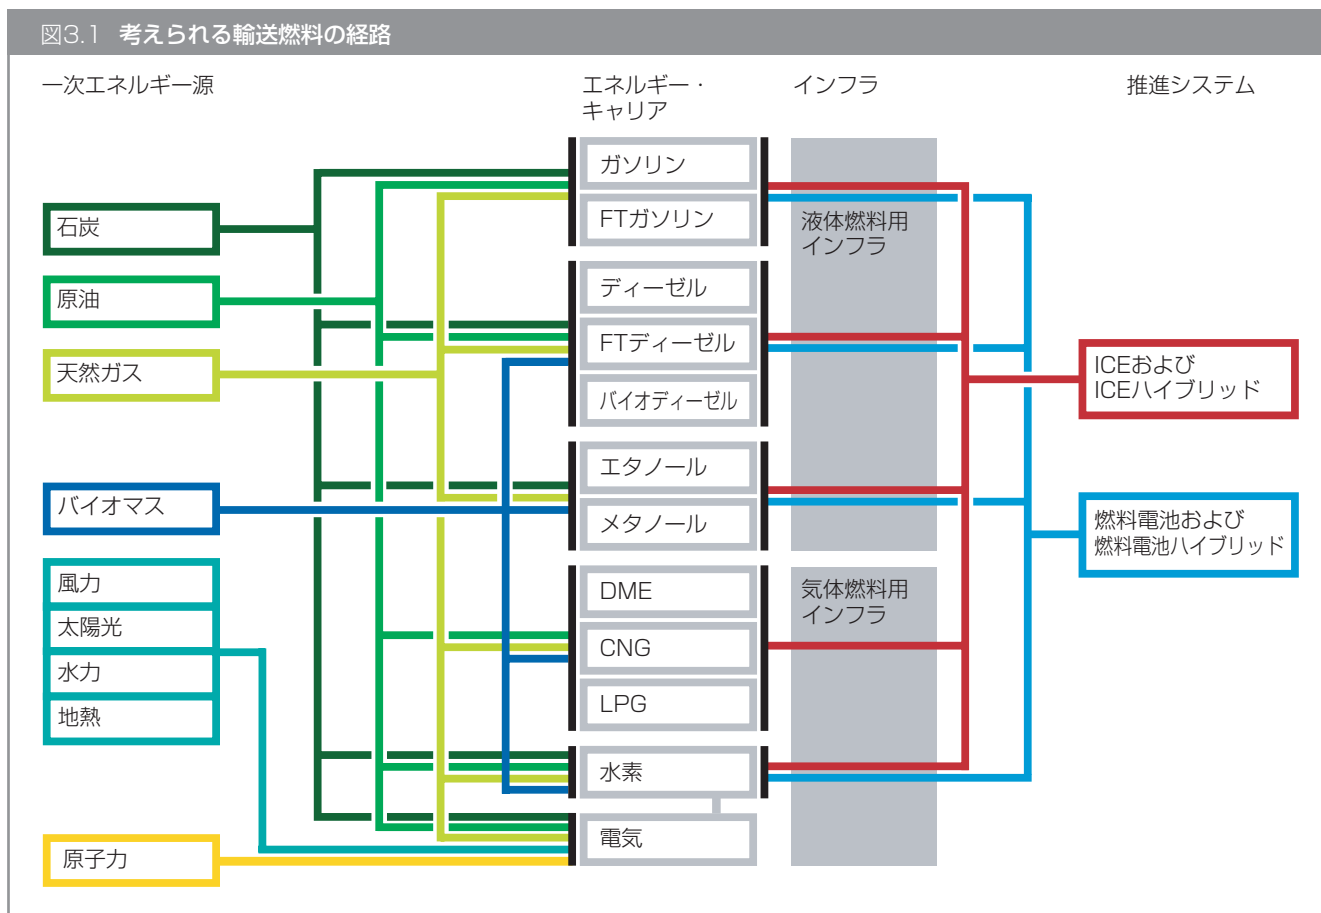 図3.1 考えられる輸送燃料の経路
一次エネルギー源
エネルギー・
キャリア
インフラ
推進システム
石炭
原油
天然ガス
バイオマス
風力
太陽光
水力
地熱
原子力
ガソリン
FTガソリン
ディーゼル
FTディーゼル
バイオディーゼル
エタノール
メタノール
DME
CNG
LPG
水素
電気
液体燃料用
インフラ
気体燃料用
インフラ
ICEおよび
ICEハイブリッド
燃料電池および
燃料電池ハイブリッド